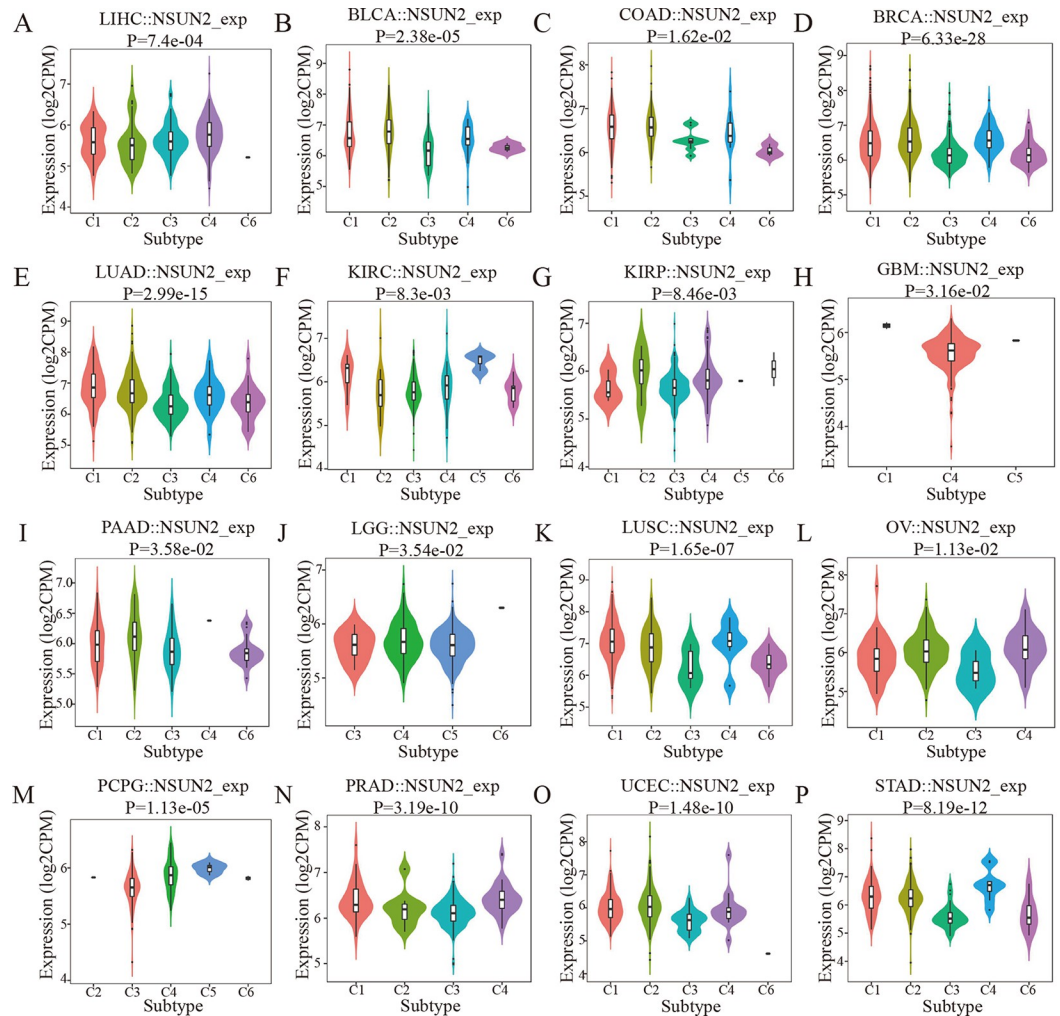 A
LIHC::NSUN2_exp
P=7.4e-04
Expression (log2CPM)
7
6
5
4
C1 C2 C3 C4 C6
Subtype
B
BLCA::NSUN2_exp
P=2.38e-05
Expression (log2CPM)
9
8
7
6
5
C1 C2 C3 C4 C6
Subtype
C
COAD::NSUN2_exp
P=1.62e-02
Expression (log2CPM)
8
7
6
5
C1 C2 C3 C4 C6
Subtype
D
BRCA::NSUN2_exp
P=6.33e-28
Expression (log2CPM)
9
8
7
6
5
C1 C2 C3 C4 C6
Subtype
E
LUAD::NSUN2_exp
P=2.99e-15
Expression (log2CPM)
9
8
7
6
5
C1 C2 C3 C4 C6
Subtype
F
KIRC::NSUN2_exp
P=8.3e-03
Expression (log2CPM)
7
6
5
4
C1 C2 C3 C4 C5 C6
Subtype
G
KIRP::NSUN2_exp
P=8.46e-03
Expression (log2CPM)
7
6
5
4
C1 C2 C3 C4 C5 C6
Subtype
H
GBM::NSUN2_exp
P=3.16e-02
Expression (log2CPM)
6
5
4
C1 C4 C5
Subtype
I
PAAD::NSUN2_exp
P=3.58e-02
Expression (log2CPM)
7.0
6.5
6.0
5.5
5.0
C1 C2 C3 C4 C6
Subtype
J
LGG::NSUN2_exp
P=3.54e-02
Expression (log2CPM)
7
6
5
C3 C4 C5 C6
Subtype
K
LUSC::NSUN2_exp
P=1.65e-07
Expression (log2CPM)
9
8
7
6
5
C1 C2 C3 C4 C6
Subtype
L
OV::NSUN2_exp
P=1.13e-02
Expression (log2CPM)
8
7
6
5
C1 C2 C3 C4
Subtype
M
PCPG::NSUN2_exp
P=1.13e-05
Expression (log2CPM)
6
5
4
C2 C3 C4 C5 C6
Subtype
N
PRAD::NSUN2_exp
P=3.19e-10
Expression (log2CPM)
8
7
6
5
C1 C2 C3 C4
Subtype
O
UCEC::NSUN2_exp
P=1.48e-10
Expression (log2CPM)
8
7
6
5
4
C1 C2 C3 C4 C6
Subtype
P
STAD::NSUN2_exp
P=8.19e-12
Expression (log2CPM)
8
7
6
5
4
C1 C2 C3 C4 C6
Subtype